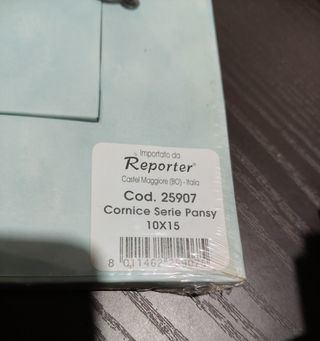 Importato da
Reporter®
Castel Maggiore (BO) - Italia
Cod. 25907
Cornice Serie Pansy
10X15